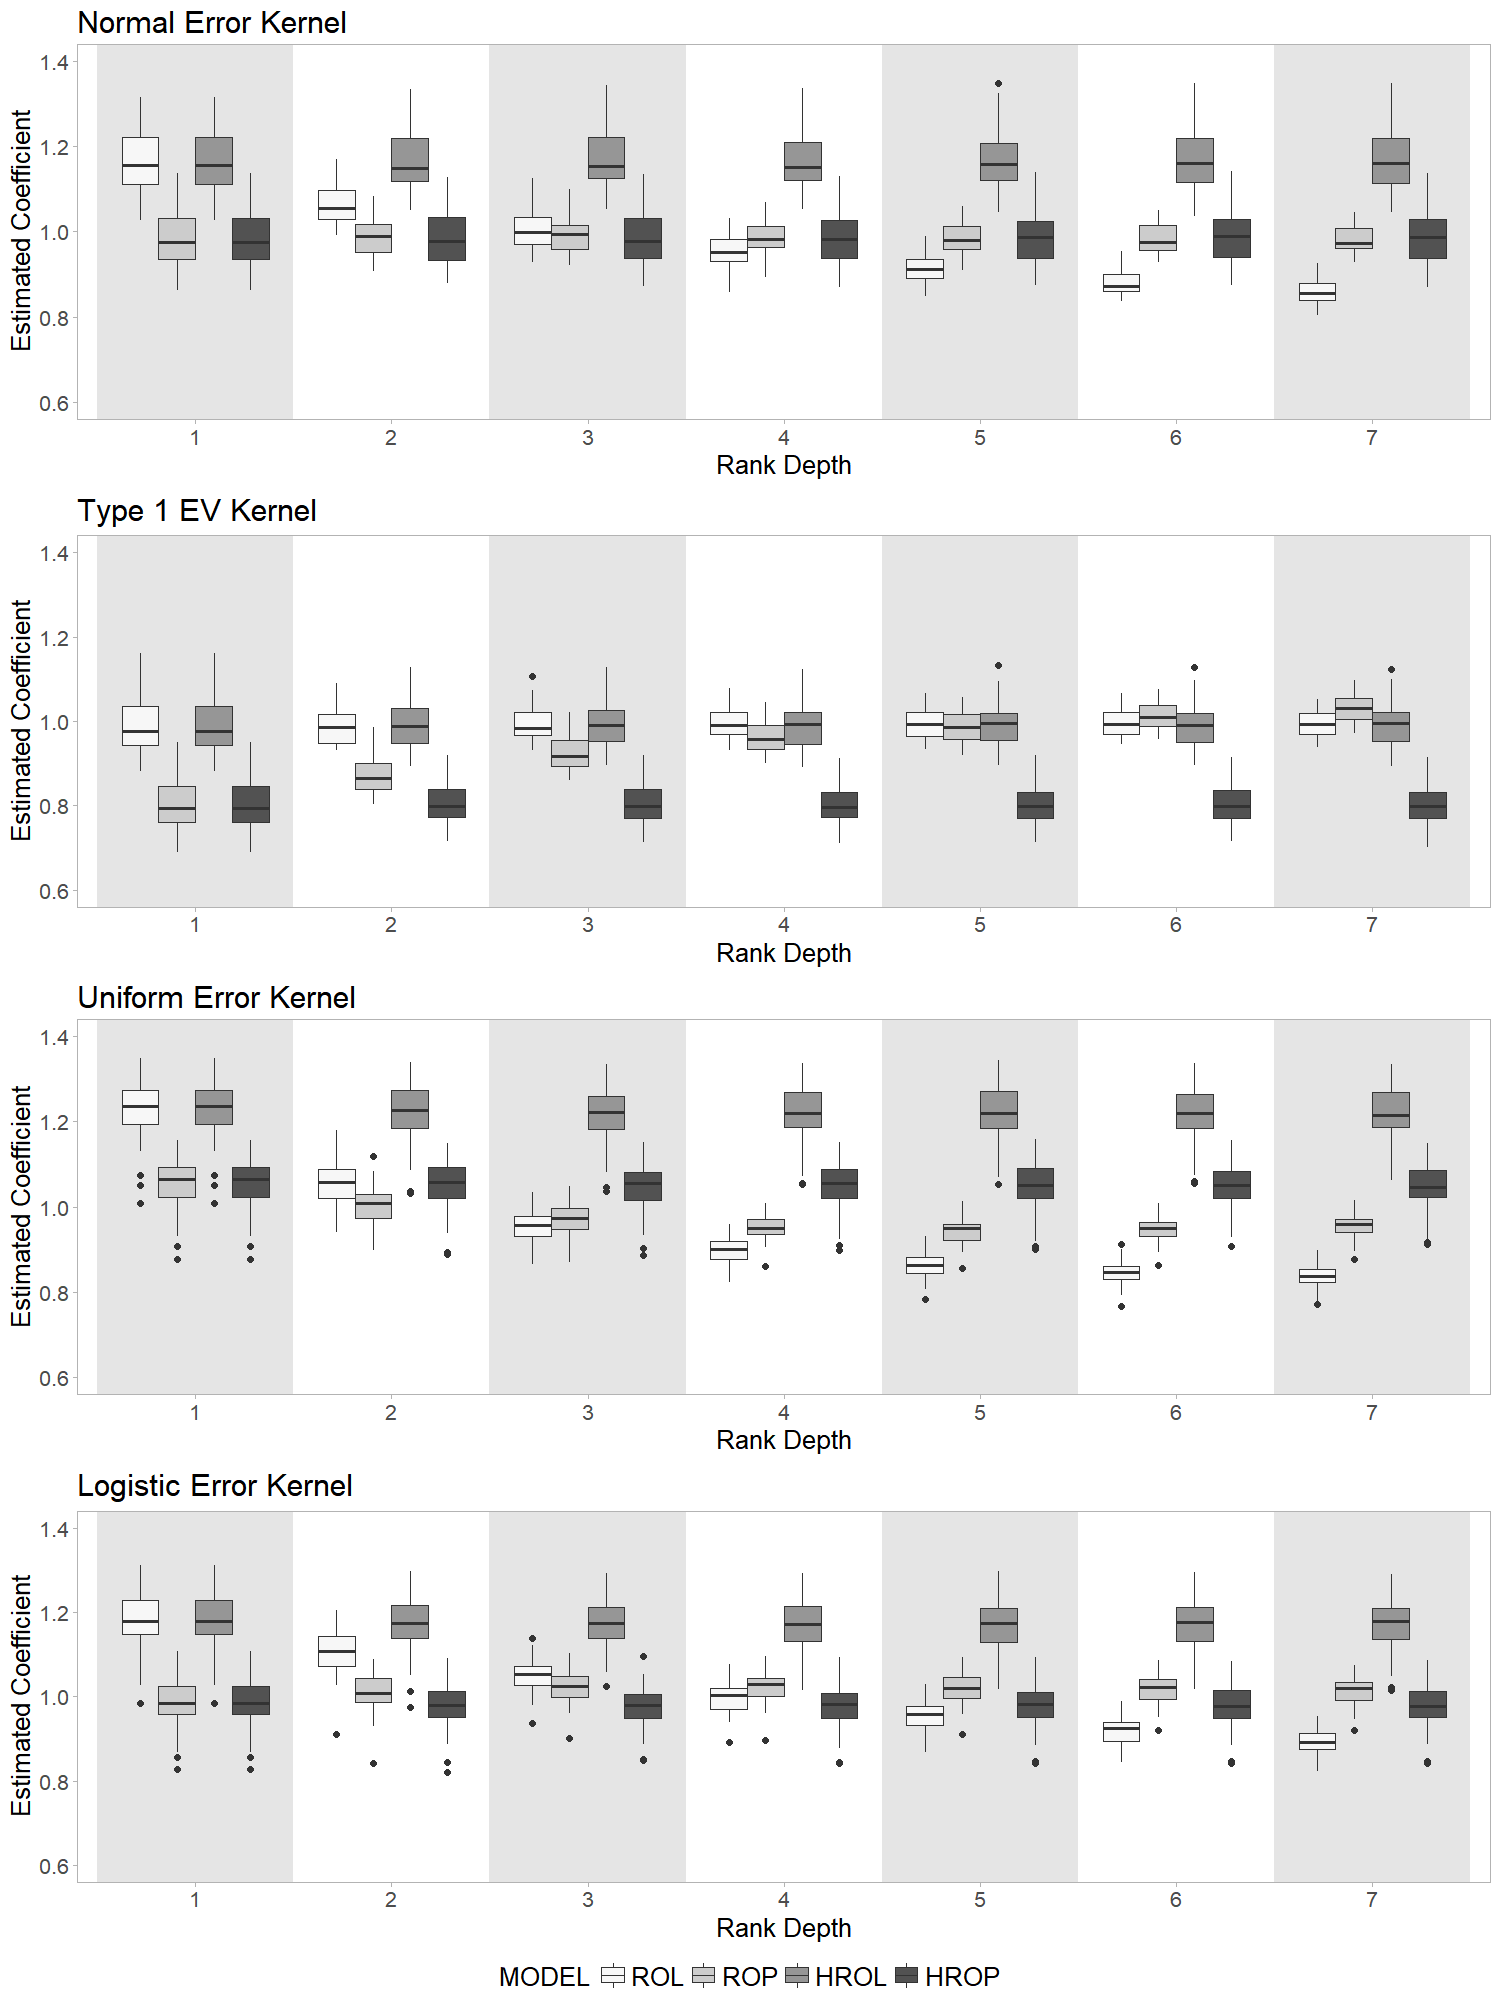 Normal Error Kernel
Estimated Coefficient
1.4
1.2
1.0
0.8
0.6
1 2 3 4 5 6 7
Rank Depth
Type 1 EV Kernel
Estimated Coefficient
1.4
1.2
1.0
0.8
0.6
1 2 3 4 5 6 7
Rank Depth
Uniform Error Kernel
Estimated Coefficient
1.4
1.2
1.0
0.8
0.6
1 2 3 4 5 6 7
Rank Depth
Logistic Error Kernel
Estimated Coefficient
1.4
1.2
1.0
0.8
0.6
1 2 3 4 5 6 7
Rank Depth
MODEL ROL ROP HROL HROP